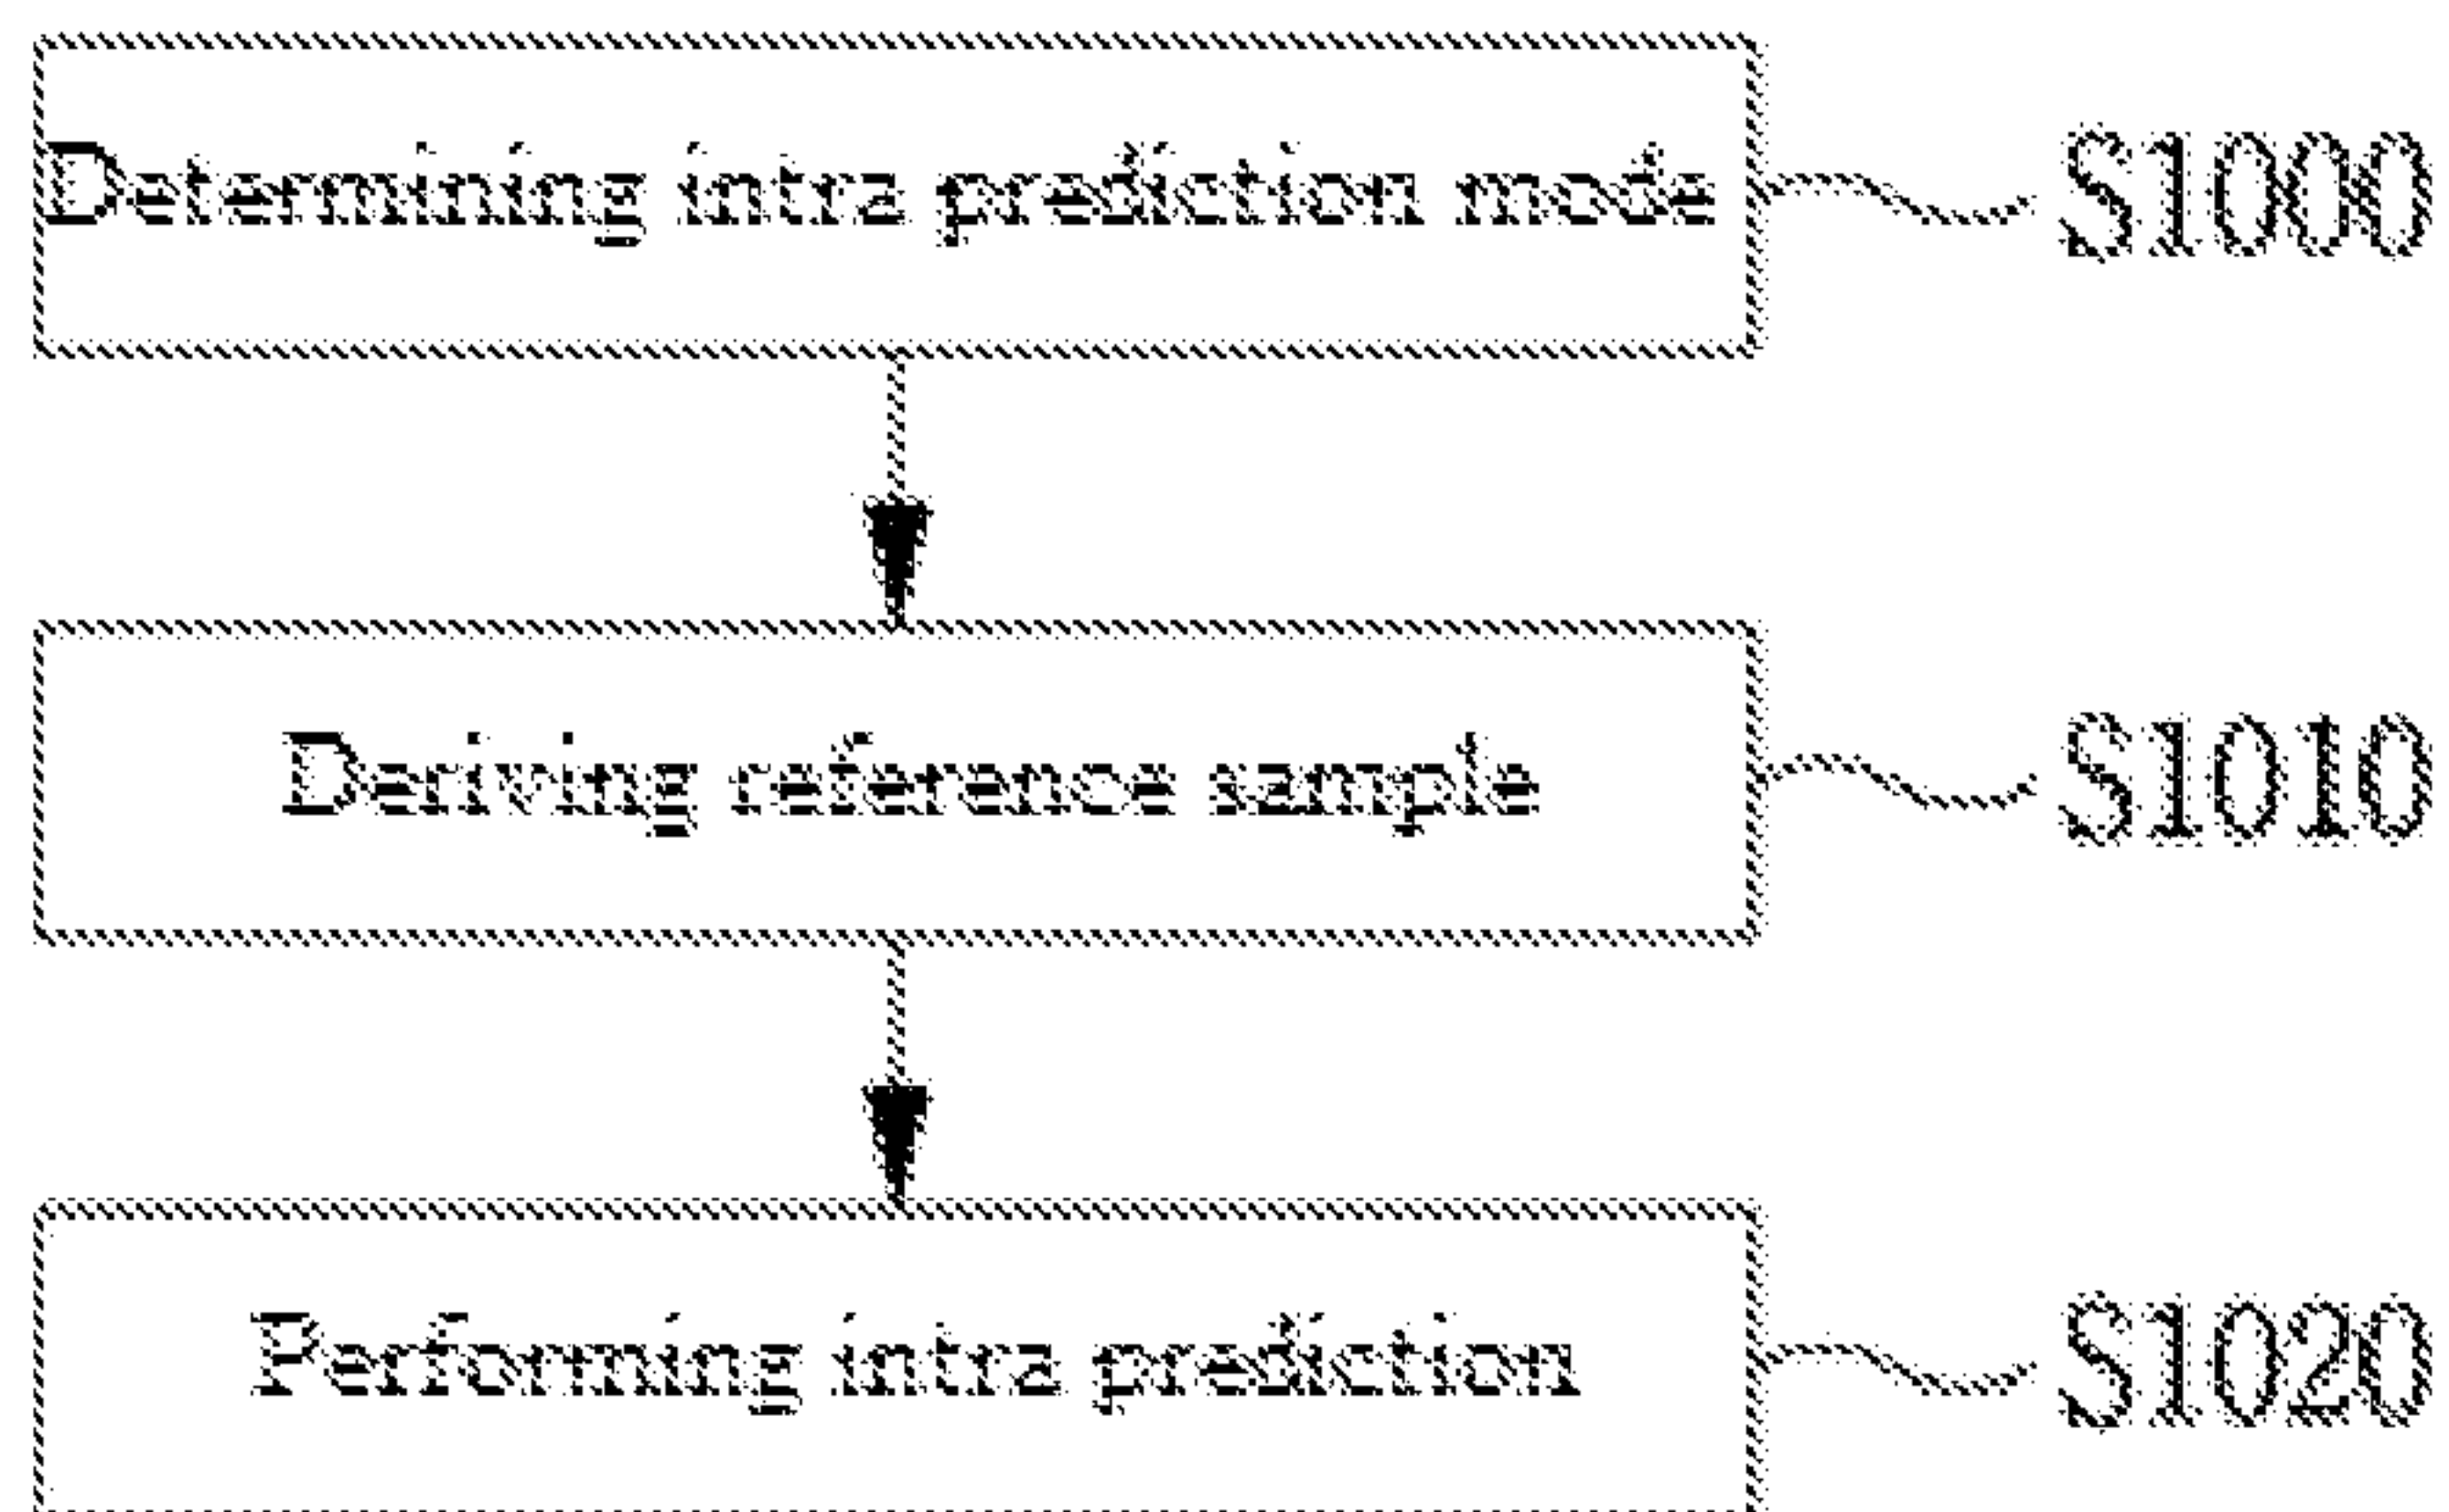 Determining intra prediction mode S1000
Deriving reference sample S1010
Performing intra prediction S1020